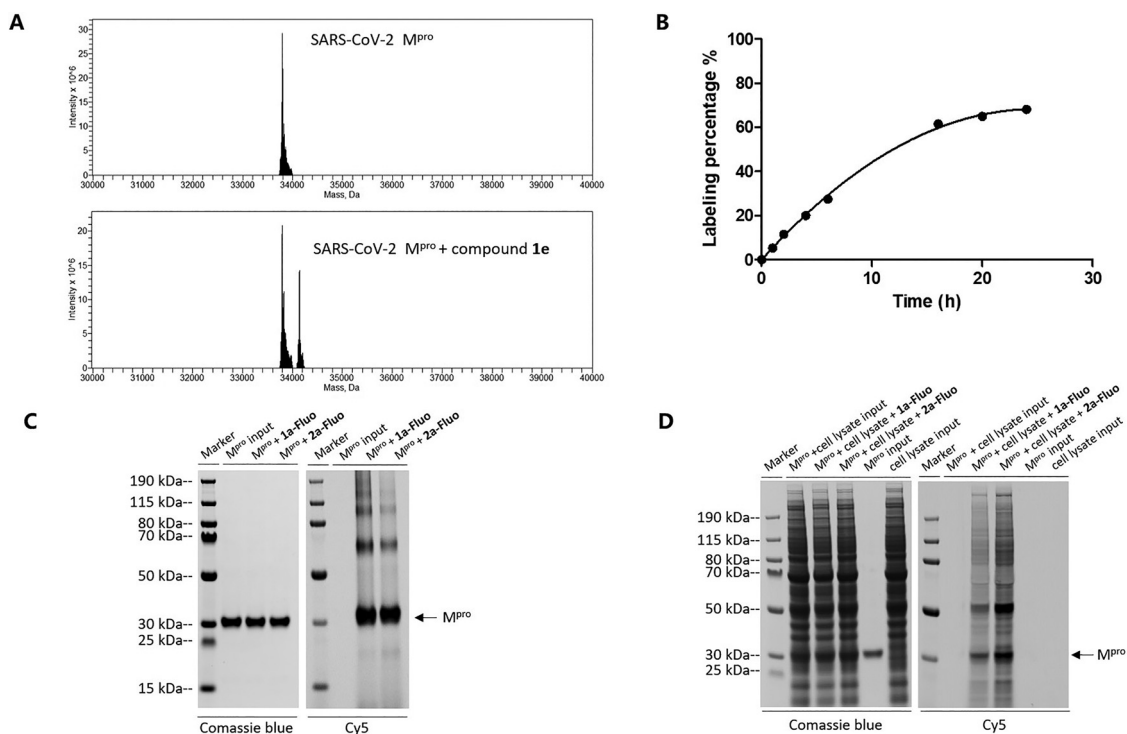 A
SARS-CoV-2 Mpro
Intensity x 10^6
30
25
20
15
10
5
0
30000 31000 32000 33000 34000 35000 36000 37000 38000 39000 40000
Mass, Da
SARS-CoV-2 Mpro + compound 1e
Intensity x 10^6
20
15
10
5
0
30000 31000 32000 33000 34000 35000 36000 37000 38000 39000 40000
Mass, Da
B
Labeling percentage %
100
80
60
40
20
0
0 10 20 30
Time (h)
C
Marker
Mpro input
Mpro + 1a-Fluo
Mpro + 2a-Fluo
Marker
Mpro input
Mpro + 1a-Fluo
Mpro + 2a-Fluo
190 kDa--
115 kDa--
80 kDa--
70 kDa--
50 kDa--
30 kDa--
25 kDa--
15 kDa--
Mpro
Comassie blue
Cy5
D
Marker
Mpro +cell lysate input
Mpro + cell lysate + 1a-Fluo
Mpro + cell lysate + 2a-Fluo
Mpro input
cell lysate input
Marker
Mpro + cell lysate input
Mpro + cell lysate + 1a-Fluo
Mpro + cell lysate + 2a-Fluo
Mpro input
cell lysate input
190 kDa--
115 kDa--
80 kDa--
70 kDa--
50 kDa--
30 kDa--
25 kDa--
Mpro
Comassie blue
Cy5